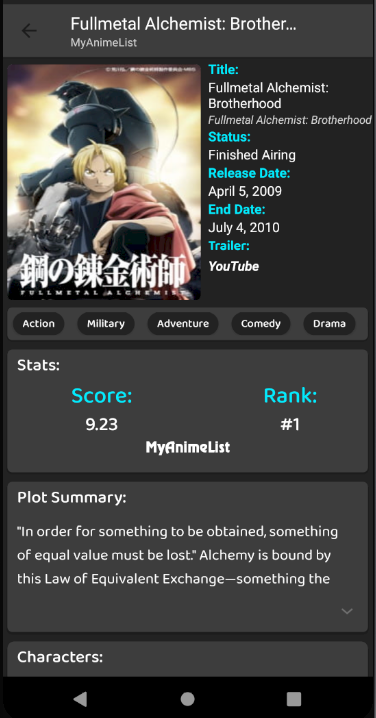 Fullmetal Alchemist: Brother...
MyAnimeList
Title:
Fullmetal Alchemist:
Brotherhood
Fullmetal Alchemist: Brotherhood
Status:
Finished Airing
Release Date:
April 5, 2009
End Date:
July 4, 2010
Trailer:
YouTube
鋼の錬金術師
FULLMETAL ALCHEMIST
Action
Military
Adventure
Comedy
Drama
Stats:
Score:
Rank:
9.23
#1
MyAnimeList
Plot Summary:
"In order for something to be obtained, something
of equal value must be lost." Alchemy is bound by
this Law of Equivalent Exchange—something the
Characters: